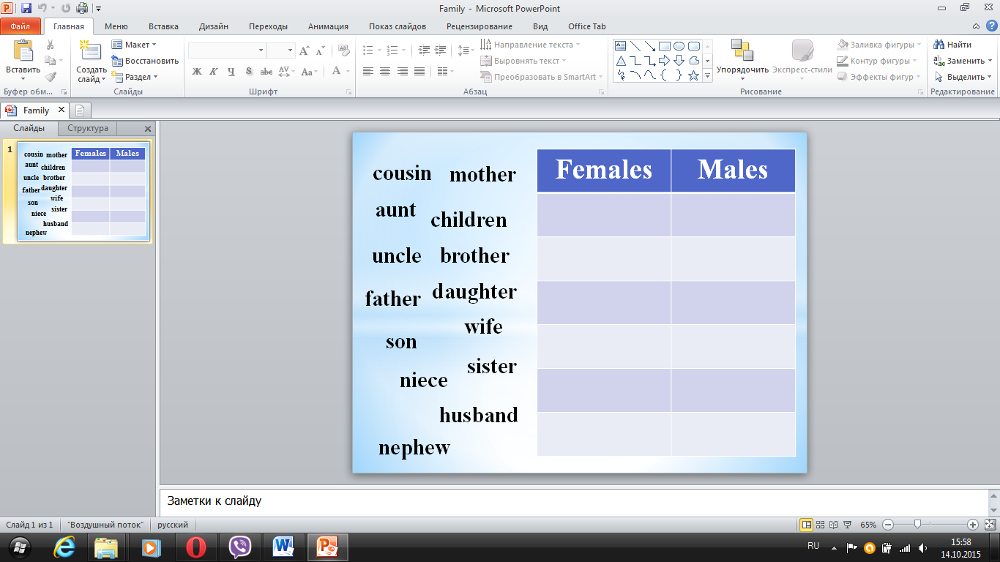 Family - Microsoft PowerPoint
Файл Главная Меню Вставка Дизайн Переходы Анимация Показ слайдов Рецензирование Вид Office Tab
Вставить
Буфер обм...
Создать слайд
Макет
Восстановить
Раздел
Слайды
Ж К Ч S abc AV Aa A
Шрифт
Направление текста
Выровнять текст
Преобразовать в SmartArt
Абзац
Упорядочить
Экспресс-стили
Заливка фигуры
Контур фигуры
Эффекты фигур
Рисование
Найти
Заменить
Выделить
Редактирование
Family
Слайды Структура
1
cousin mother
aunt children
uncle brother
father daughter
wife
son
sister
niece
husband
nephew
Females Males
cousin mother
aunt
children
uncle brother
father daughter
wife
son
sister
niece
husband
nephew
Females Males
Заметки к слайду
Слайд 1 из 1 "Воздушный поток" русский 65%
RU
15:58
14.10.2015